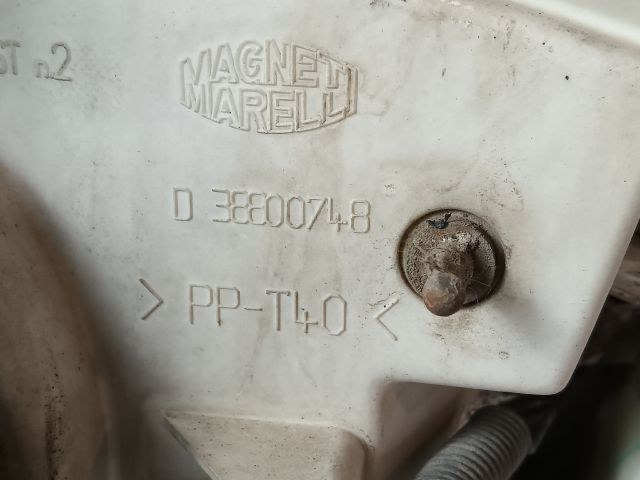 ST n.2
MAGNETI
MARELLI
D 38800748
> PP-T40 <